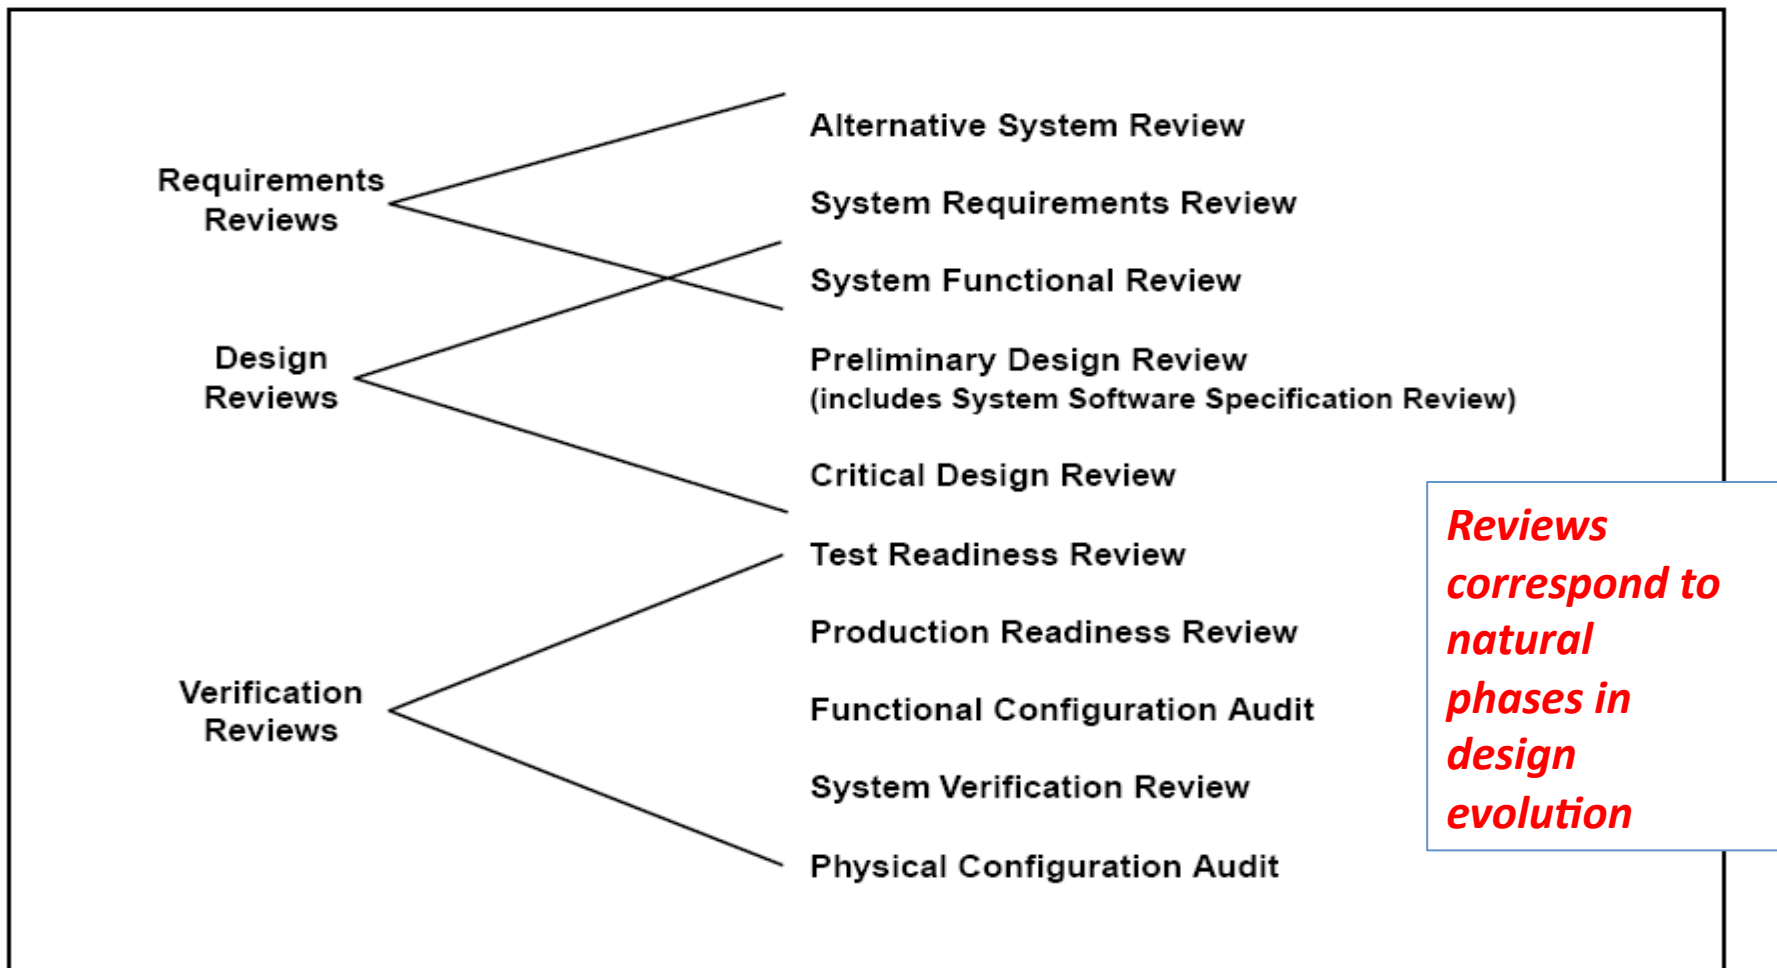 Requirements
Reviews
Design
Reviews
Verification
Reviews
Alternative System Review
System Requirements Review
System Functional Review
Preliminary Design Review
(includes System Software Specification Review)
Critical Design Review
Test Readiness Review
Production Readiness Review
Functional Configuration Audit
System Verification Review
Physical Configuration Audit
Reviews
correspond to
natural
phases in
design
evolution